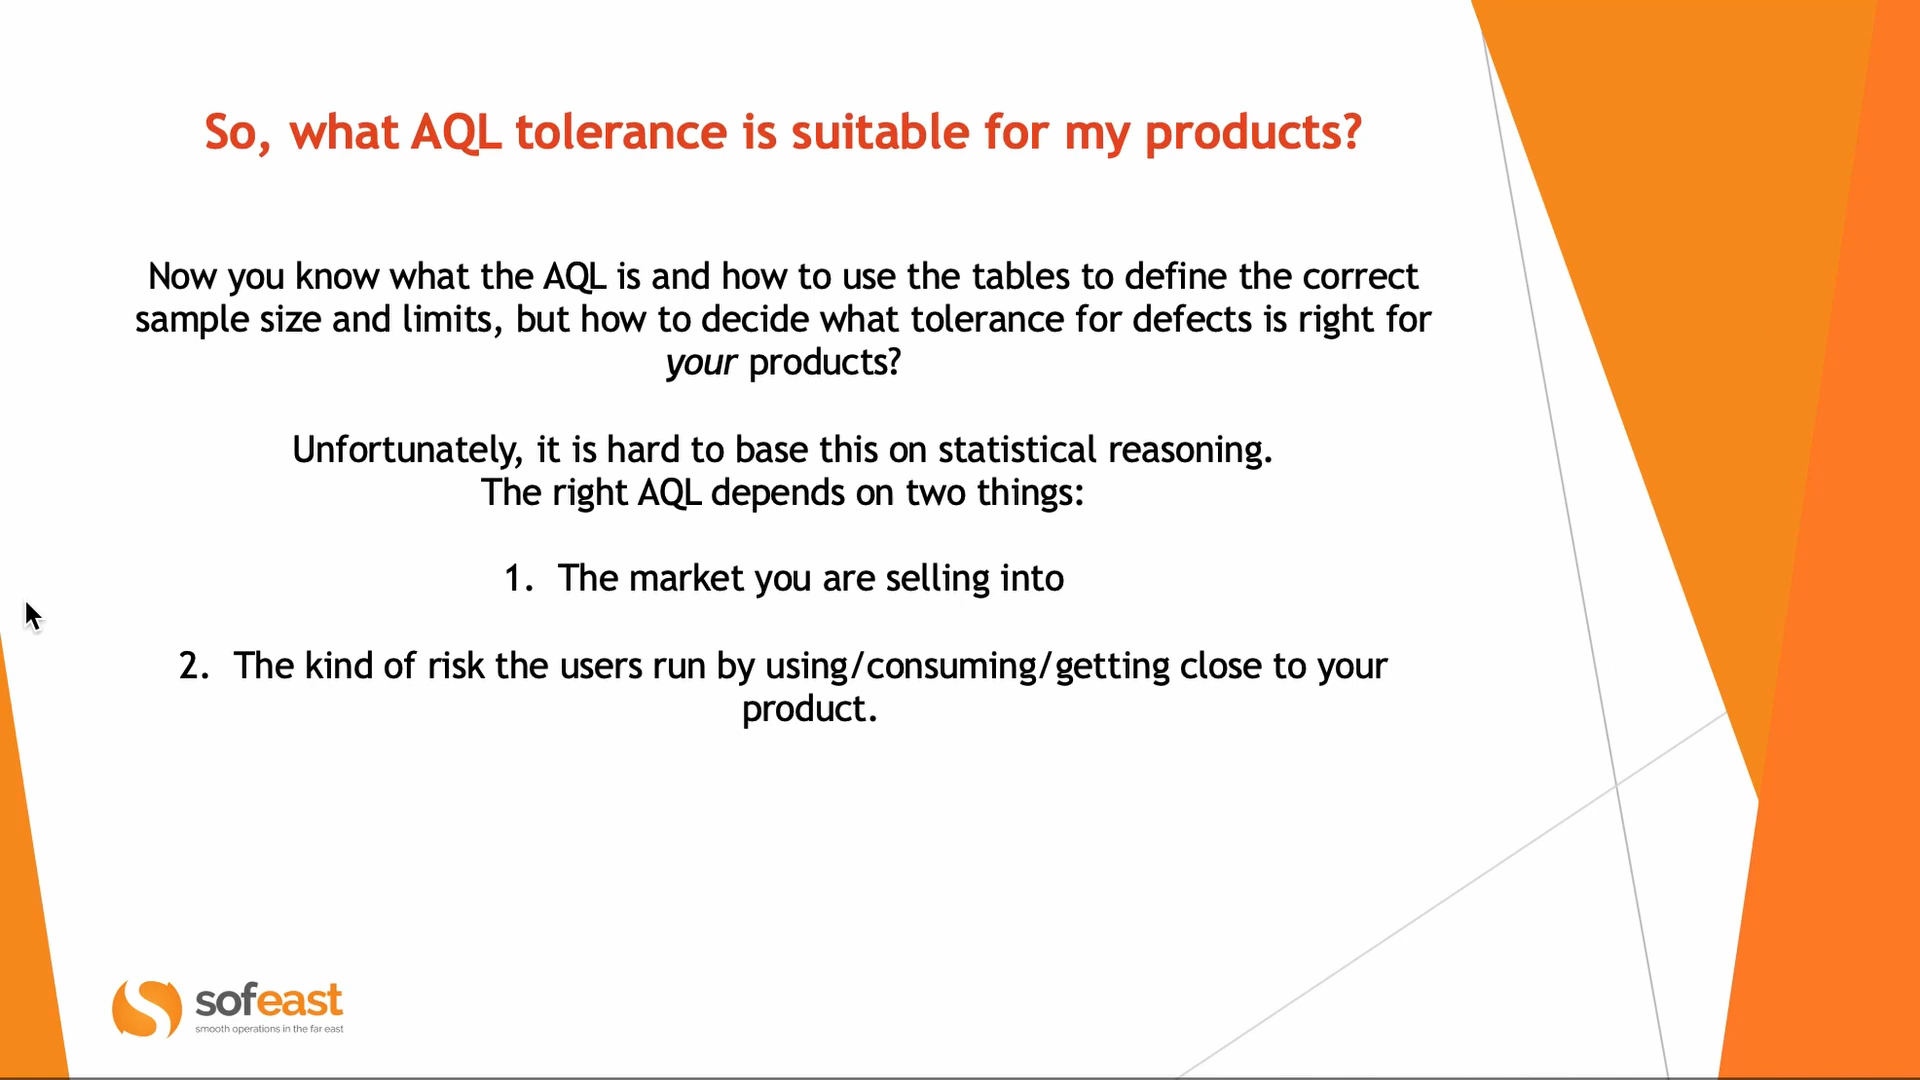 So, what AQL tolerance is suitable for my products?
Now you know what the AQL is and how to use the tables to define the correct
sample size and limits, but how to decide what tolerance for defects is right for
your products?
Unfortunately, it is hard to base this on statistical reasoning.
The right AQL depends on two things:
1. The market you are selling into
2. The kind of risk the users run by using/consuming/getting close to your
product.
sofeast
smooth operations in the far east